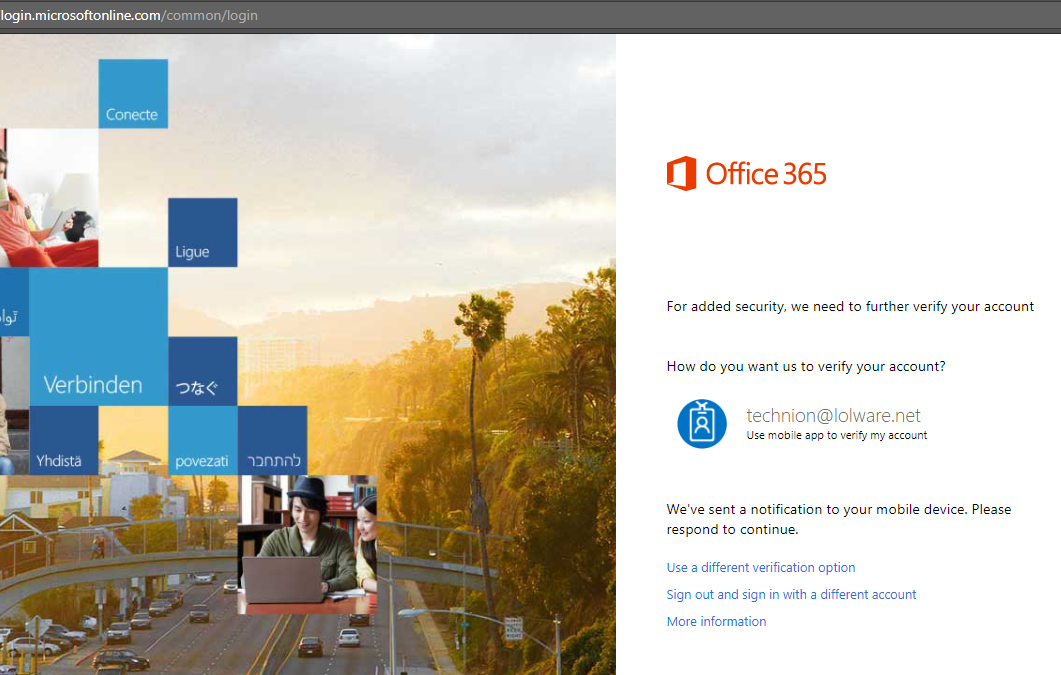 login.microsoftonline.com/common/login
Conecte
Ligue
Verbinden
つなぐ
Yhdistä
povezati
להתחבר
Office 365
For added security, we need to further verify your account
How do you want us to verify your account?
technion@lolware.net
Use mobile app to verify my account
We've sent a notification to your mobile device. Please
respond to continue.
Use a different verification option
Sign out and sign in with a different account
More information